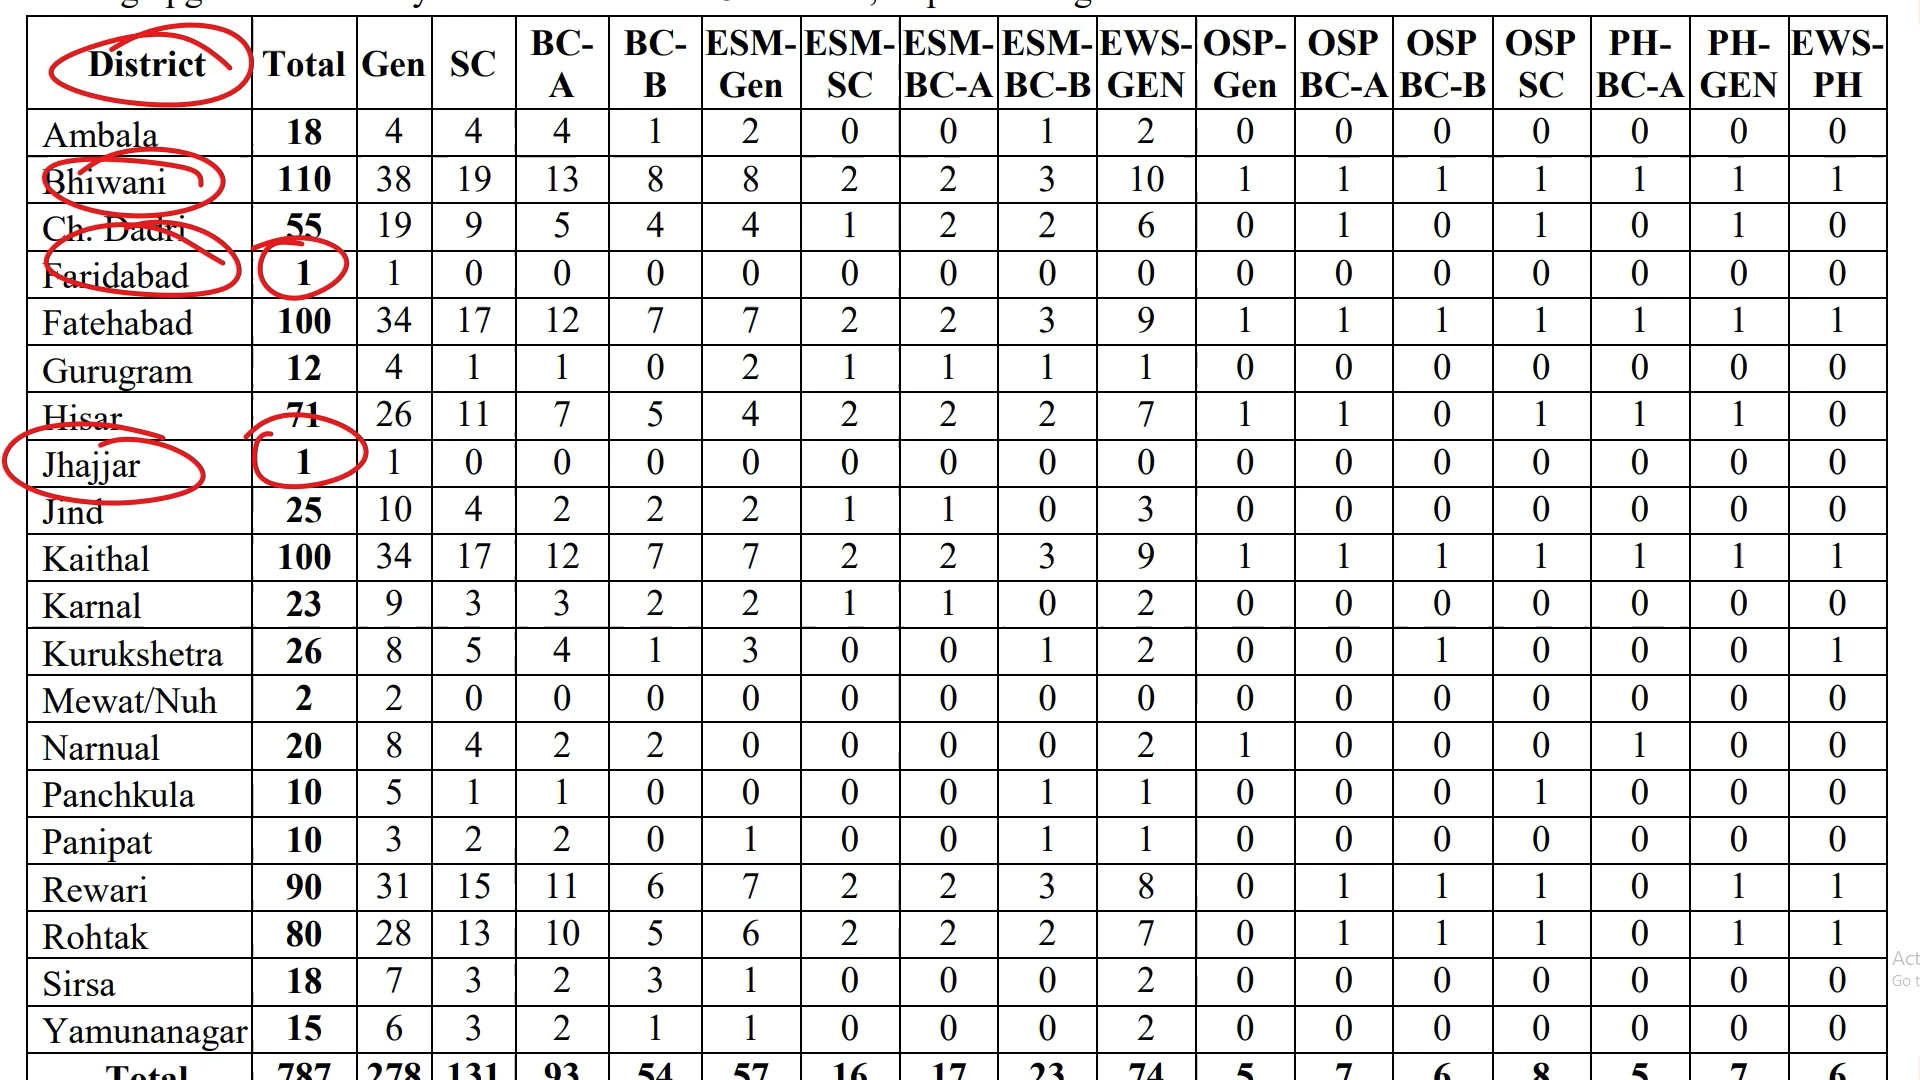 District Total Gen SC BC-A BC-B ESM-Gen ESM-SC ESM-BC-A ESM-BC-B EWS-GEN OSP-Gen OSP BC-A OSP BC-B OSP SC PH-BC-A PH-GEN EWS-PH
Ambala 18 4 4 4 1 2 0 0 1 2 0 0 0 0 0 0 0
Bhiwani 110 38 19 13 8 8 2 2 3 10 1 1 1 1 1 1 1
Ch. Dadri 55 19 9 5 4 4 1 2 2 6 0 1 0 1 0 1 0
Faridabad 1 1 0 0 0 0 0 0 0 0 0 0 0 0 0 0 0
Fatehabad 100 34 17 12 7 7 2 2 3 9 1 1 1 1 1 1 1
Gurugram 12 4 1 1 0 2 1 1 1 1 0 0 0 0 0 0 0
Hisar 71 26 11 7 5 4 2 2 2 7 1 1 0 1 1 1 0
Jhajjar 1 1 0 0 0 0 0 0 0 0 0 0 0 0 0 0 0
Jind 25 10 4 2 2 2 1 1 0 3 0 0 0 0 0 0 0
Kaithal 100 34 17 12 7 7 2 2 3 9 1 1 1 1 1 1 1
Karnal 23 9 3 3 2 2 1 1 0 2 0 0 0 0 0 0 0
Kurukshetra 26 8 5 4 1 3 0 0 1 2 0 0 1 0 0 0 1
Mewat/Nuh 2 2 0 0 0 0 0 0 0 0 0 0 0 0 0 0 0
Narnual 20 8 4 2 2 0 0 0 0 2 1 0 0 0 1 0 0
Panchkula 10 5 1 1 0 0 0 0 1 1 0 0 0 1 0 0 0
Panipat 10 3 2 2 0 1 0 0 1 1 0 0 0 0 0 0 0
Rewari 90 31 15 11 6 7 2 2 3 8 0 1 1 1 0 1 1
Rohtak 80 28 13 10 5 6 2 2 2 7 0 1 1 1 0 1 1
Sirsa 18 7 3 2 3 1 0 0 0 2 0 0 0 0 0 0 0
Yamunanagar 15 6 3 2 1 1 0 0 0 2 0 0 0 0 0 0 0
Total 787 278 131 93 54 57 16 17 23 74 5 7 6 8 5 7 6
Act
Go t